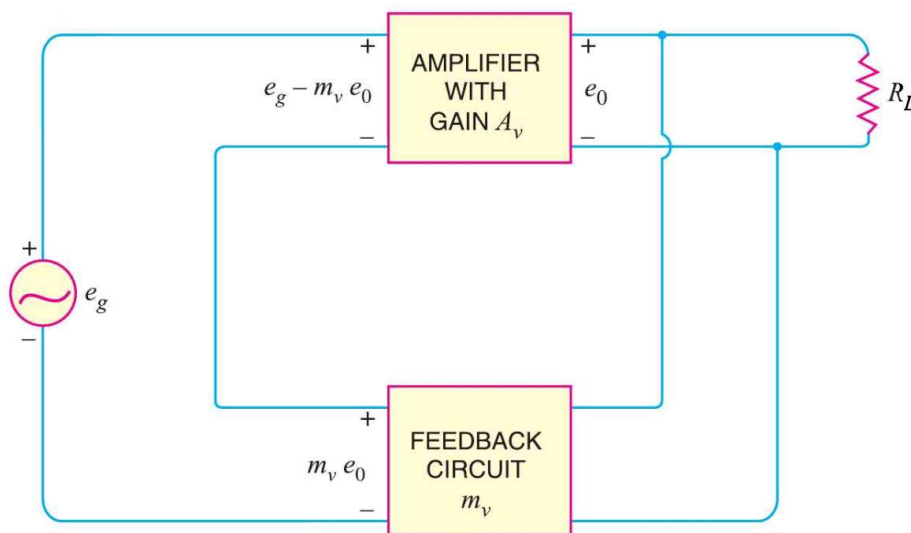 +
AMPLIFIER
WITH
GAIN A_v
+
e_g – m_v e_0
e_0
–
–
R_L
+
e_g
–
+
FEEDBACK
CIRCUIT
m_v
m_v e_0
–